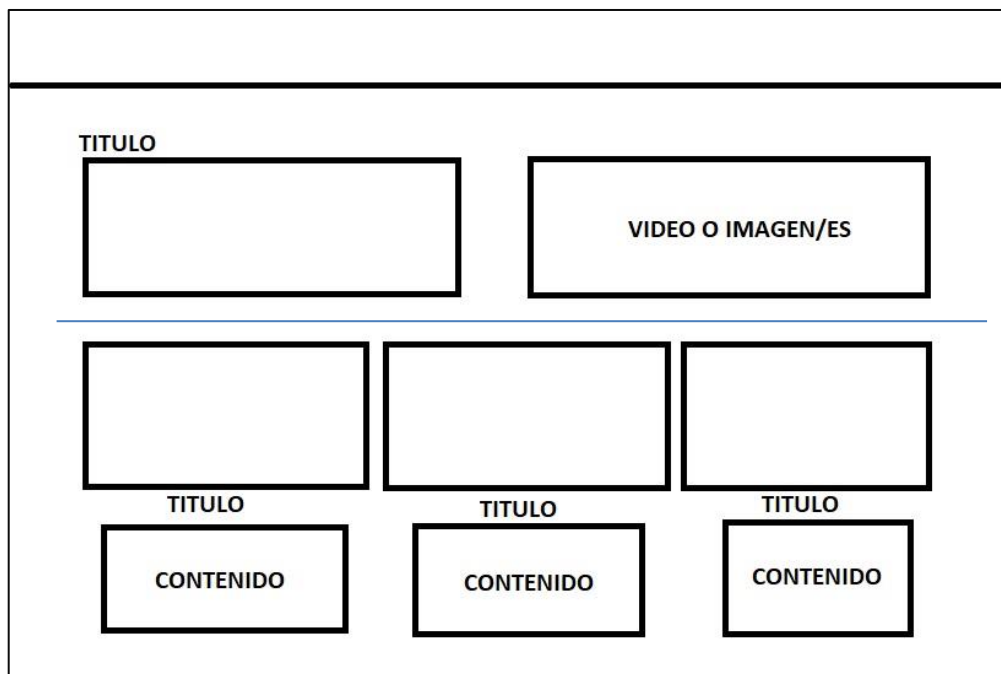 TITULO
VIDEO O IMAGEN/ES
TITULO
TITULO
TITULO
CONTENIDO
CONTENIDO
CONTENIDO